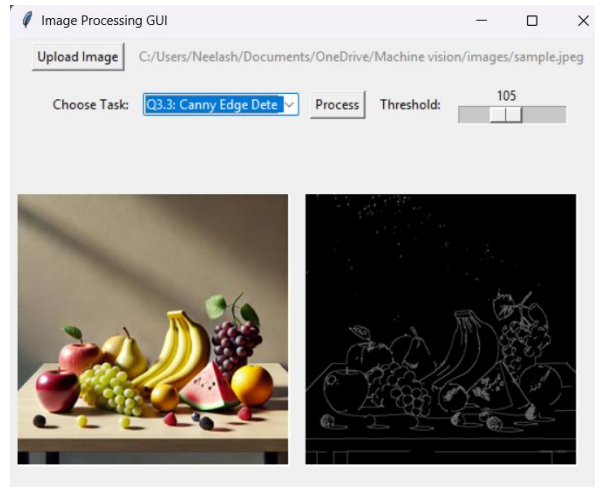 Image Processing GUI
Upload Image C:/Users/Neelash/Documents/OneDrive/Machine vision/images/sample.jpeg
105
Choose Task: Q3.3: Canny Edge Dete Process Threshold: